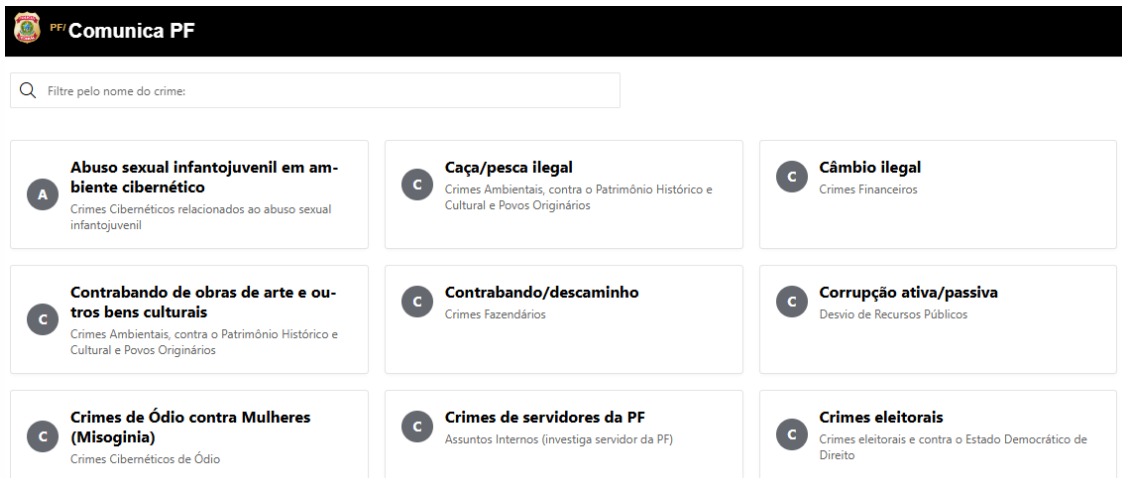 PF/ Comunica PF
Filtre pelo nome do crime:
A
Abuso sexual infantojuvenil em am-
biente cibernético
Crimes Cibernéticos relacionados ao abuso sexual
infantojuvenil
C
Caça/pesca ilegal
Crimes Ambientais, contra o Patrimônio Histórico e
Cultural e Povos Originários
C
Câmbio ilegal
Crimes Financeiros
C
Contrabando de obras de arte e ou-
tros bens culturais
Crimes Ambientais, contra o Patrimônio Histórico e
Cultural e Povos Originários
C
Contrabando/descaminho
Crimes Fazendários
C
Corrupção ativa/passiva
Desvio de Recursos Públicos
C
Crimes de Ódio contra Mulheres
(Misoginia)
Crimes Cibernéticos de Ódio
C
Crimes de servidores da PF
Assuntos Internos (investiga servidor da PF)
C
Crimes eleitorais
Crimes eleitorais e contra o Estado Democrático de
Direito